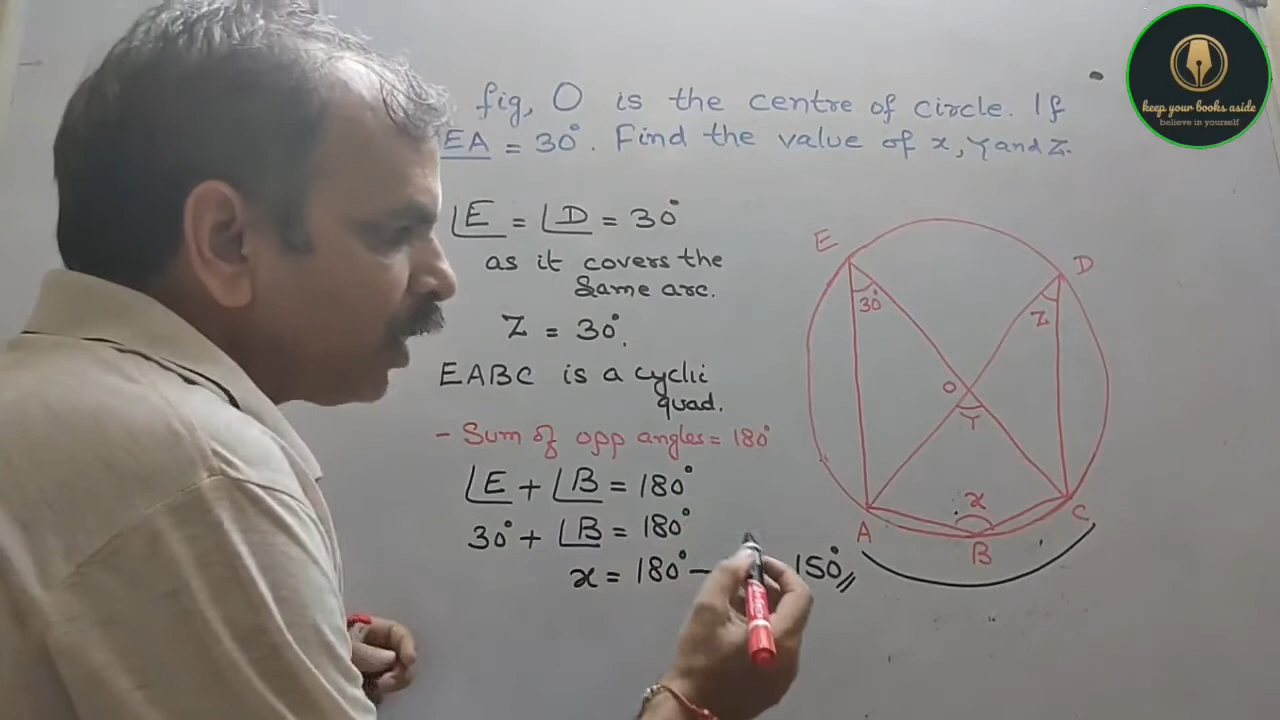 fig, O is the centre of circle. If
EA = 30°. Find the value of x, Y and Z.
∠E = ∠D = 30°
as it covers the
same arc.
Z = 30°.
EABC is a cyclic
quad.
- Sum of opp angles = 180°
∠E + ∠B = 180°
30° + ∠B = 180°
x = 180° - 150°
E
D
30°
Z
O
Y
x
A
B
C
keep your books aside
believe in yourself